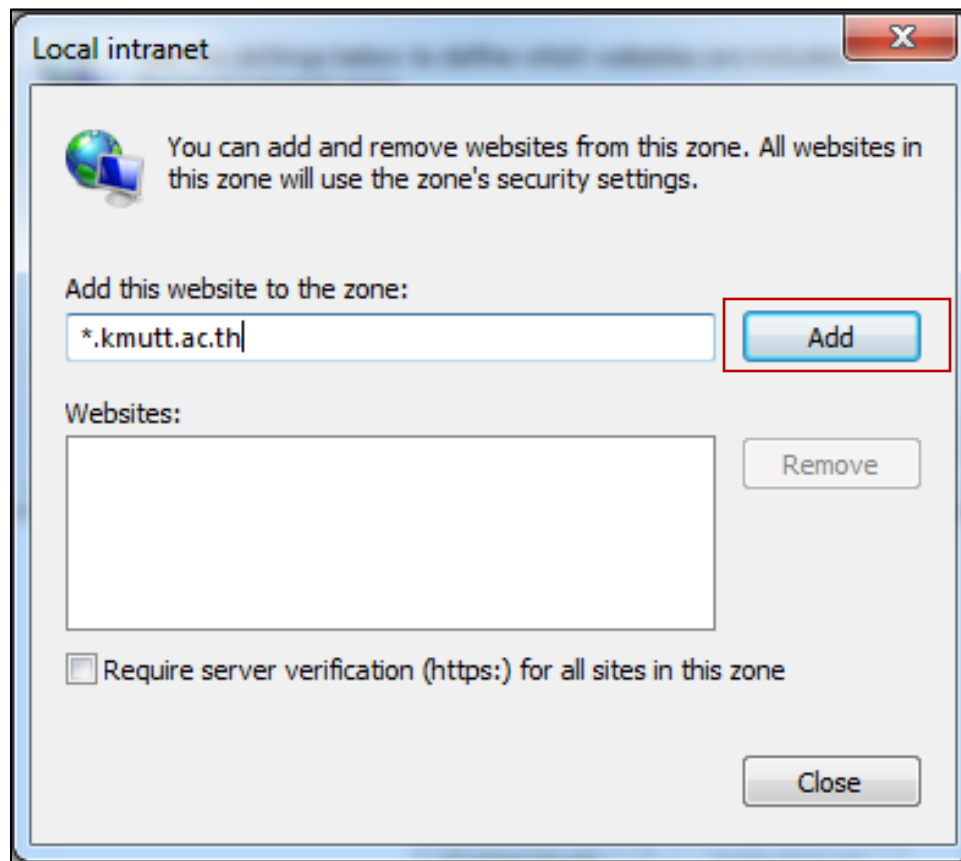 Local intranet
You can add and remove websites from this zone. All websites in
this zone will use the zone's security settings.
Add this website to the zone:
*.kmutt.ac.th
Add
Websites:
Remove
Require server verification (https:) for all sites in this zone
Close